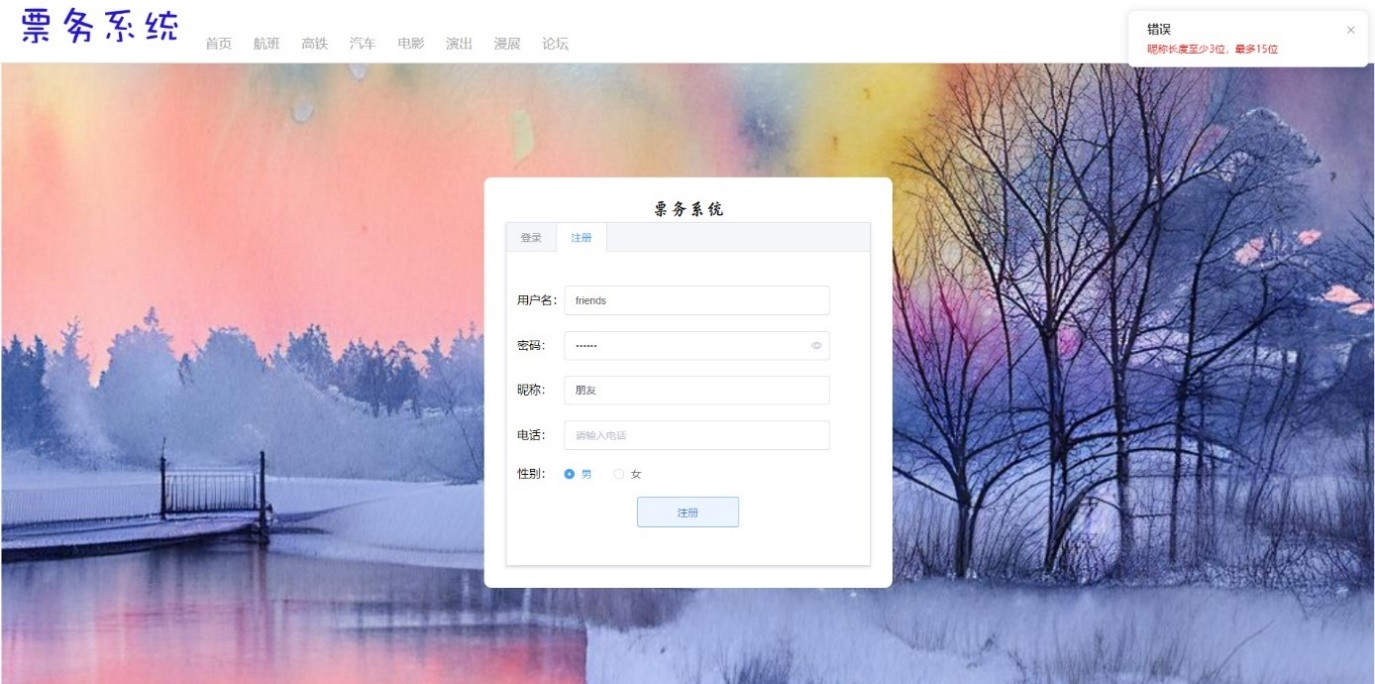 票务系统
首页 航班 高铁 汽车 电影 演出 漫展 论坛
错误
昵称长度至少3位，最多15位
票务系统
登录 注册
用户名： friends
密码： ······
昵称： 朋友
电话： 请输入电话
性别： 男 女
注册